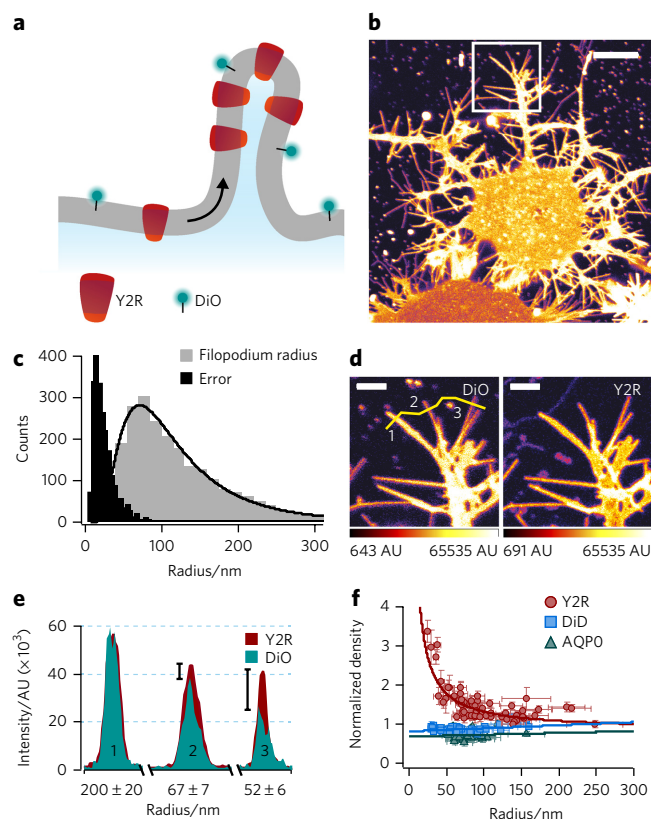 a
Y2R
DiO
b
c
400
300
200
100
0
Counts
Filopodium radius
Error
0
100
200
300
Radius/nm
d
DiO
1
2
3
Y2R
643 AU
65535 AU
691 AU
65535 AU
e
60
40
20
0
Intensity/AU (×10³)
Y2R
DiO
1
2
3
200 ± 20
67 ± 7
52 ± 6
Radius/nm
f
4
3
2
1
0
Normalized density
Y2R
DiD
AQP0
0
50
100
150
200
250
300
Radius/nm